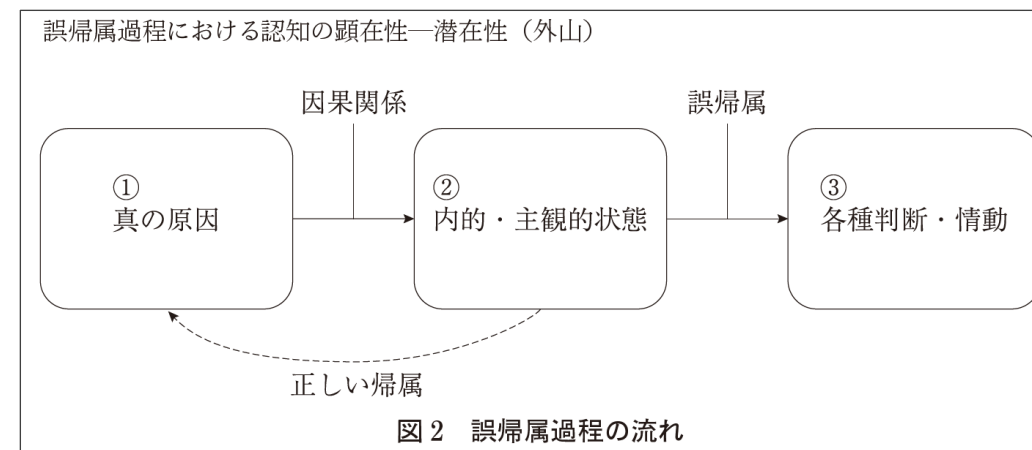 誤帰属過程における認知の顕在性―潜在性（外山）
因果関係
誤帰属
①
真の原因
②
内的・主観的状態
③
各種判断・情動
正しい帰属
図2　誤帰属過程の流れ